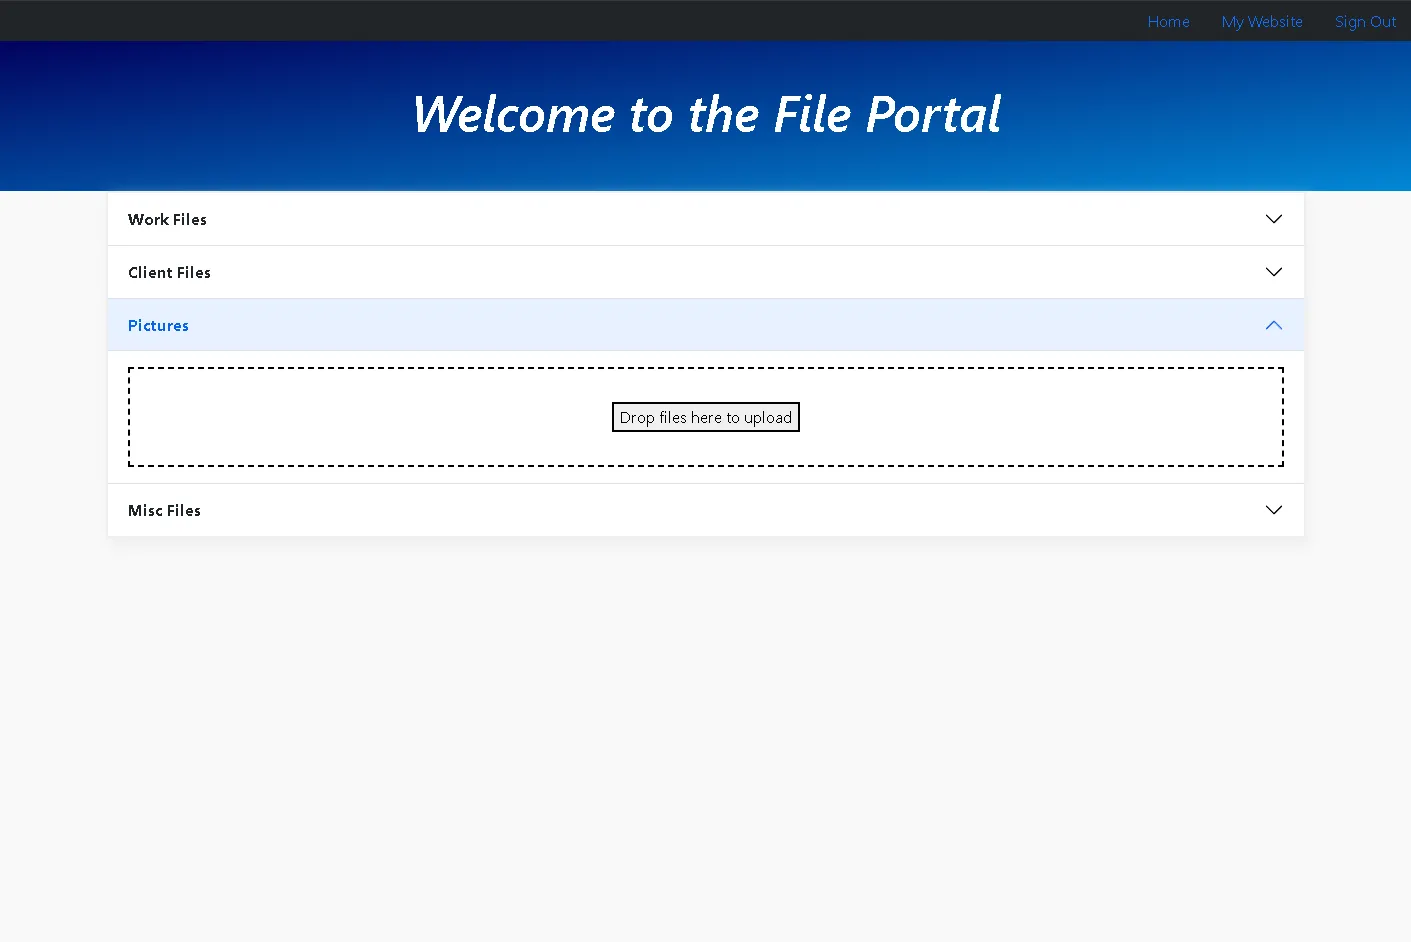 Home My Website Sign Out
Welcome to the File Portal
Work Files
Client Files
Pictures
Drop files here to upload
Misc Files